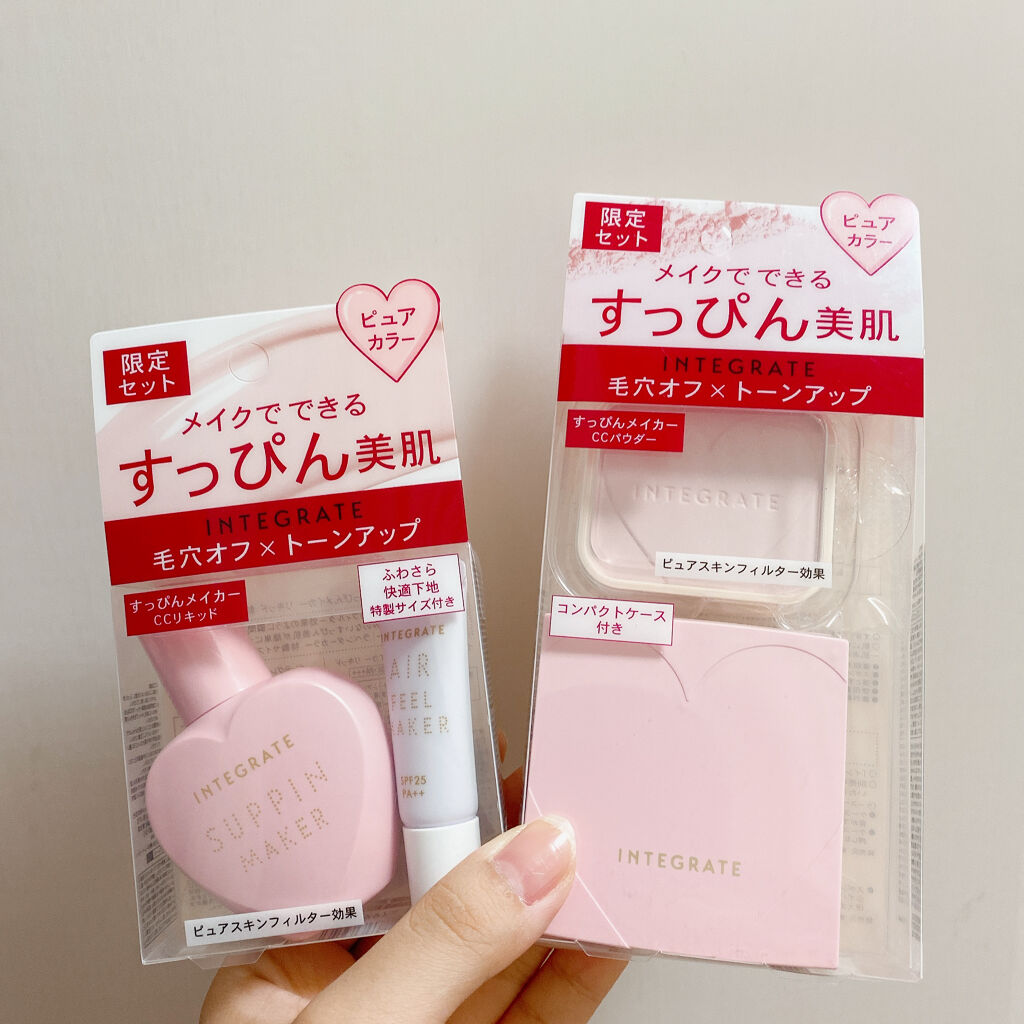 限定
セット
ピュア
カラー
メイクで できる
すっぴん美肌
INTEGRATE
毛穴オフ×トーンアップ
すっぴんメイカー
CCリキッド
ふわさら
快適下地
特製サイズ付き
INTEGRATE
SUPPIN
MAKER
INTEGRATE
AIR
FEEL
MAKER
SPF25
PA++
ピュアスキンフィルター効果
限定
セット
ピュア
カラー
メイクで できる
すっぴん美肌
INTEGRATE
毛穴オフ×トーンアップ
すっぴんメイカー
CCパウダー
INTEGRATE
ピュアスキンフィルター効果
コンパクトケース
付き
INTEGRATE